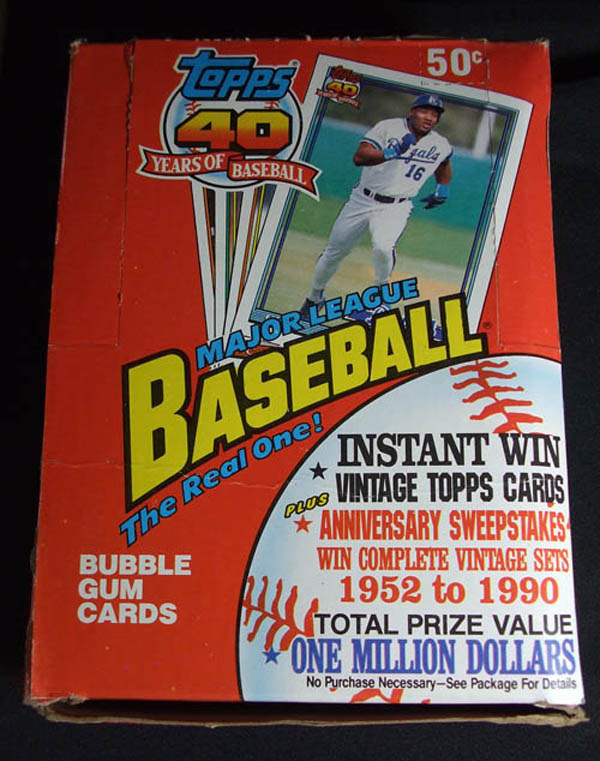 TOPPS
40
YEARS OF BASEBALL
50¢
TOPPS
40
Royals
16
MAJOR LEAGUE
BASEBALL®
The Real One!
BUBBLE
GUM
CARDS
★ INSTANT WIN
VINTAGE TOPPS CARDS
PLUS
★ ANNIVERSARY SWEEPSTAKES
WIN COMPLETE VINTAGE SETS
1952 to 1990
TOTAL PRIZE VALUE
★ ONE MILLION DOLLARS
No Purchase Necessary—See Package For Details